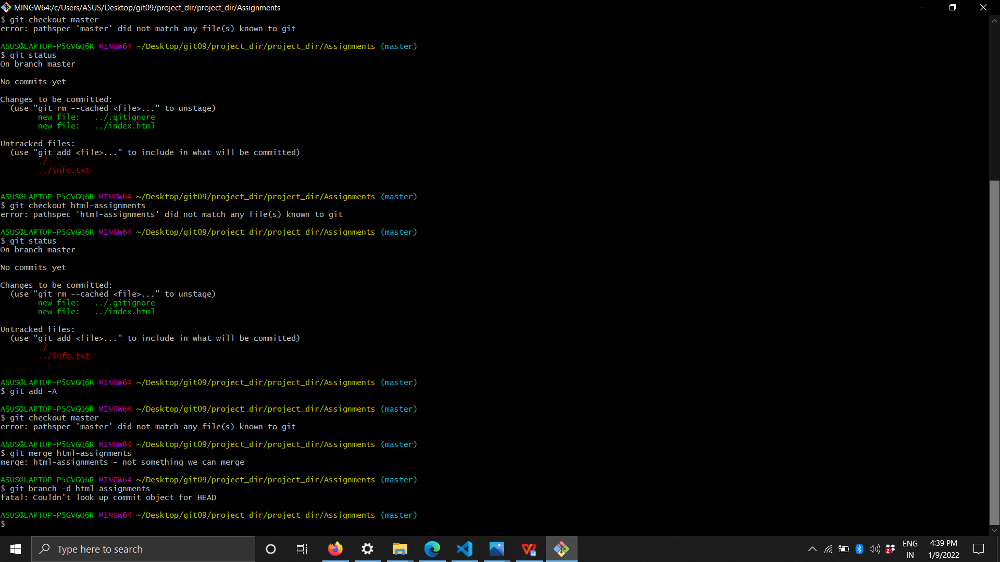 MINGW64:/c/Users/ASUS/Desktop/git09/project_dir/project_dir/Assignments
$ git checkout master
error: pathspec 'master' did not match any file(s) known to git
ASUS@LAPTOP-P5GVGQ6R MINGW64 ~/Desktop/git09/project_dir/project_dir/Assignments (master)
$ git status
On branch master
No commits yet
Changes to be committed:
  (use "git rm --cached <file>..." to unstage)
        new file:   ../.gitignore
        new file:   ../index.html
Untracked files:
  (use "git add <file>..." to include in what will be committed)
        ./
        ../info.txt
ASUS@LAPTOP-P5GVGQ6R MINGW64 ~/Desktop/git09/project_dir/project_dir/Assignments (master)
$ git checkout html-assignments
error: pathspec 'html-assignments' did not match any file(s) known to git
ASUS@LAPTOP-P5GVGQ6R MINGW64 ~/Desktop/git09/project_dir/project_dir/Assignments (master)
$ git status
On branch master
No commits yet
Changes to be committed:
  (use "git rm --cached <file>..." to unstage)
        new file:   ../.gitignore
        new file:   ../index.html
Untracked files:
  (use "git add <file>..." to include in what will be committed)
        ./
        ../info.txt
ASUS@LAPTOP-P5GVGQ6R MINGW64 ~/Desktop/git09/project_dir/project_dir/Assignments (master)
$ git add -A
ASUS@LAPTOP-P5GVGQ6R MINGW64 ~/Desktop/git09/project_dir/project_dir/Assignments (master)
$ git checkout master
error: pathspec 'master' did not match any file(s) known to git
ASUS@LAPTOP-P5GVGQ6R MINGW64 ~/Desktop/git09/project_dir/project_dir/Assignments (master)
$ git merge html-assignments
merge: html-assignments - not something we can merge
ASUS@LAPTOP-P5GVGQ6R MINGW64 ~/Desktop/git09/project_dir/project_dir/Assignments (master)
$ git branch -d html assignments
fatal: Couldn't look up commit object for HEAD
ASUS@LAPTOP-P5GVGQ6R MINGW64 ~/Desktop/git09/project_dir/project_dir/Assignments (master)
$
Type here to search
2
ENG
IN
4:39 PM
1/9/2022